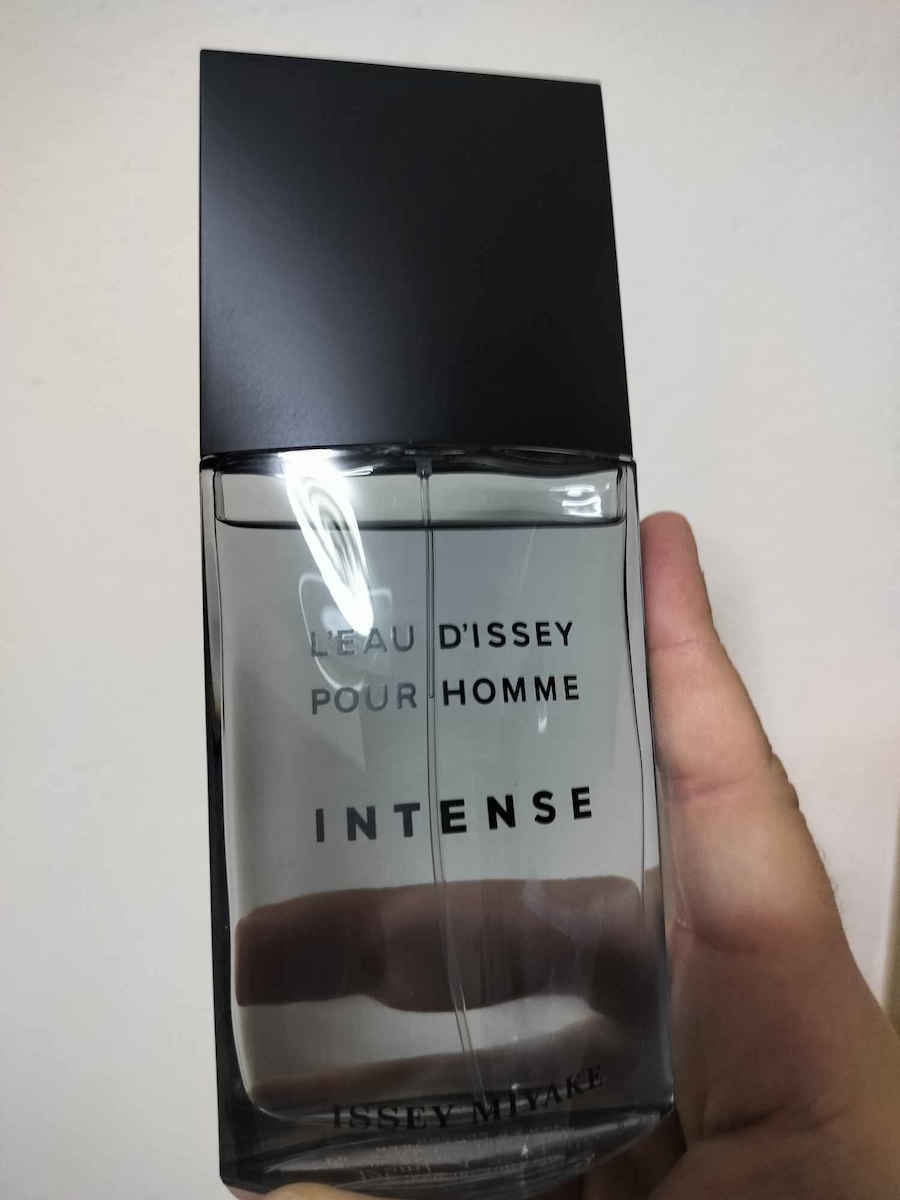 L'EAU D'ISSEY
POUR HOMME
INTENSE
ISSEY MIYAKE